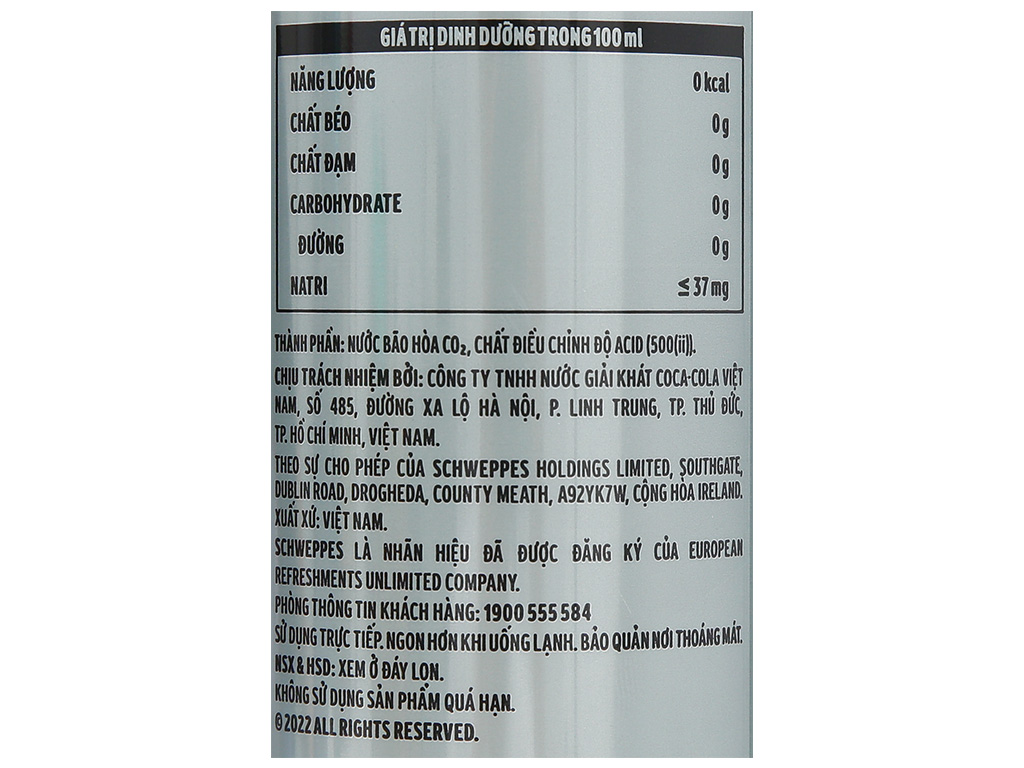 GIÁ TRỊ DINH DƯỠNG TRONG 100 ml
NĂNG LƯỢNG 0 kcal
CHẤT BÉO 0 g
CHẤT ĐẠM 0 g
CARBOHYDRATE 0 g
ĐƯỜNG 0 g
NATRI ≤ 37 mg
THÀNH PHẦN: NƯỚC BÃO HÒA CO₂, CHẤT ĐIỀU CHỈNH ĐỘ ACID (500(ii)).
CHỊU TRÁCH NHIỆM BỞI: CÔNG TY TNHH NƯỚC GIẢI KHÁT COCA-COLA VIỆT
NAM, SỐ 485, ĐƯỜNG XA LỘ HÀ NỘI, P. LINH TRUNG, TP. THỦ ĐỨC,
TP. HỒ CHÍ MINH, VIỆT NAM.
THEO SỰ CHO PHÉP CỦA SCHWEPPES HOLDINGS LIMITED, SOUTHGATE,
DUBLIN ROAD, DROGHEDA, COUNTY MEATH, A92YK7W, CỘNG HÒA IRELAND.
XUẤT XỨ: VIỆT NAM.
SCHWEPPES LÀ NHÃN HIỆU ĐÃ ĐƯỢC ĐĂNG KÝ CỦA EUROPEAN
REFRESHMENTS UNLIMITED COMPANY.
PHÒNG THÔNG TIN KHÁCH HÀNG: 1900 555 584
SỬ DỤNG TRỰC TIẾP. NGON HƠN KHI UỐNG LẠNH. BẢO QUẢN NƠI THOÁNG MÁT.
NSX & HSD: XEM Ở ĐÁY LON.
KHÔNG SỬ DỤNG SẢN PHẨM QUÁ HẠN.
© 2022 ALL RIGHTS RESERVED.